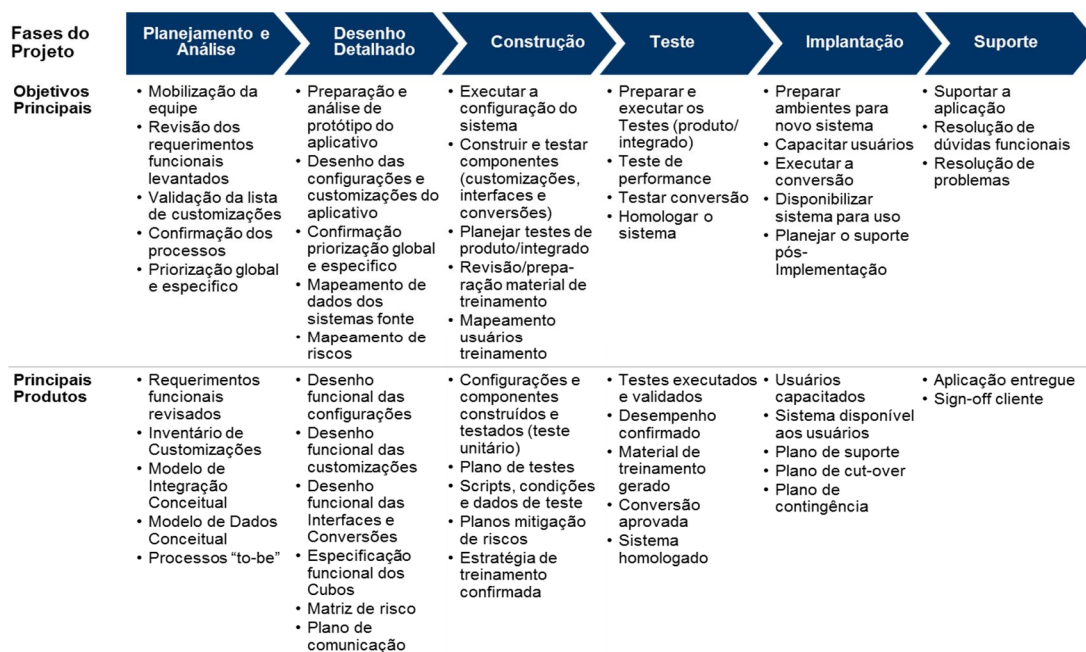 Fases do
Projeto
Planejamento e
Análise
Desenho
Detalhado
Construção
Teste
Implantação
Suporte
Objetivos
Principais
• Mobilização da
equipe
• Revisão dos
requerimentos
funcionais
levantados
• Validação da lista
de customizações
• Confirmação dos
processos
• Priorização global
e especifico
• Preparação e
análise de
protótipo do
aplicativo
• Desenho das
configurações e
customizações do
aplicativo
• Confirmação
priorização global
e especifico
• Mapeamento de
dados dos
sistemas fonte
• Mapeamento de
riscos
• Executar a
configuração do
sistema
• Construir e testar
componentes
(customizações,
interfaces e
conversões)
• Planejar testes de
produto/integrado
• Revisão/prepa-
ração material de
treinamento
• Mapeamento
usuários
treinamento
• Preparar e
executar os
Testes (produto/
integrado)
• Teste de
performance
• Testar conversão
• Homologar o
sistema
• Preparar
ambientes para
novo sistema
• Capacitar usuários
• Executar a
conversão
• Disponibilizar
sistema para uso
• Planejar o suporte
pós-
Implementação
• Suportar a
aplicação
• Resolução de
dúvidas funcionais
• Resolução de
problemas
Principais
Produtos
• Requerimentos
funcionais
revisados
• Inventário de
Customizações
• Modelo de
Integração
Conceitual
• Modelo de Dados
Conceitual
• Processos “to-be”
• Desenho
funcional das
configurações
• Desenho
funcional das
customizações
• Desenho
funcional das
Interfaces e
Conversões
• Especificação
funcional dos
Cubos
• Matriz de risco
• Plano de
comunicação
• Configurações e
componentes
construídos e
testados (teste
unitário)
• Plano de testes
• Scripts, condições
e dados de teste
• Planos mitigação
de riscos
• Estratégia de
treinamento
confirmada
• Testes executados
e validados
• Desempenho
confirmado
• Material de
treinamento
gerado
• Conversão
aprovada
• Sistema
homologado
• Usuários
capacitados
• Sistema disponível
aos usuários
• Plano de suporte
• Plano de cut-over
• Plano de
contingência
• Aplicação entregue
• Sign-off cliente